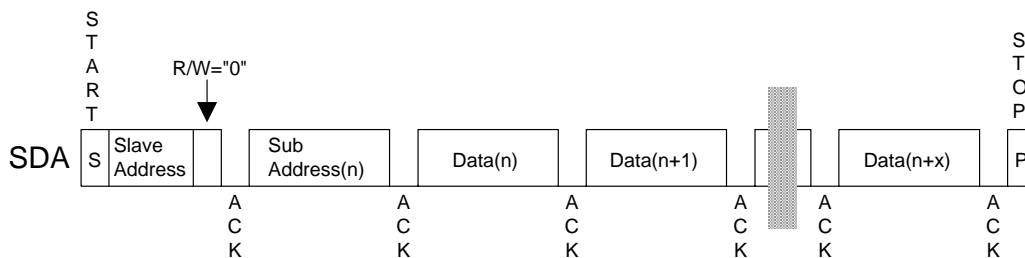 START
STOP
R/W="0"
SDA
S
Slave
Address
Sub
Address(n)
Data(n)
Data(n+1)
Data(n+x)
P
ACK
ACK
ACK
ACK
ACK
ACK